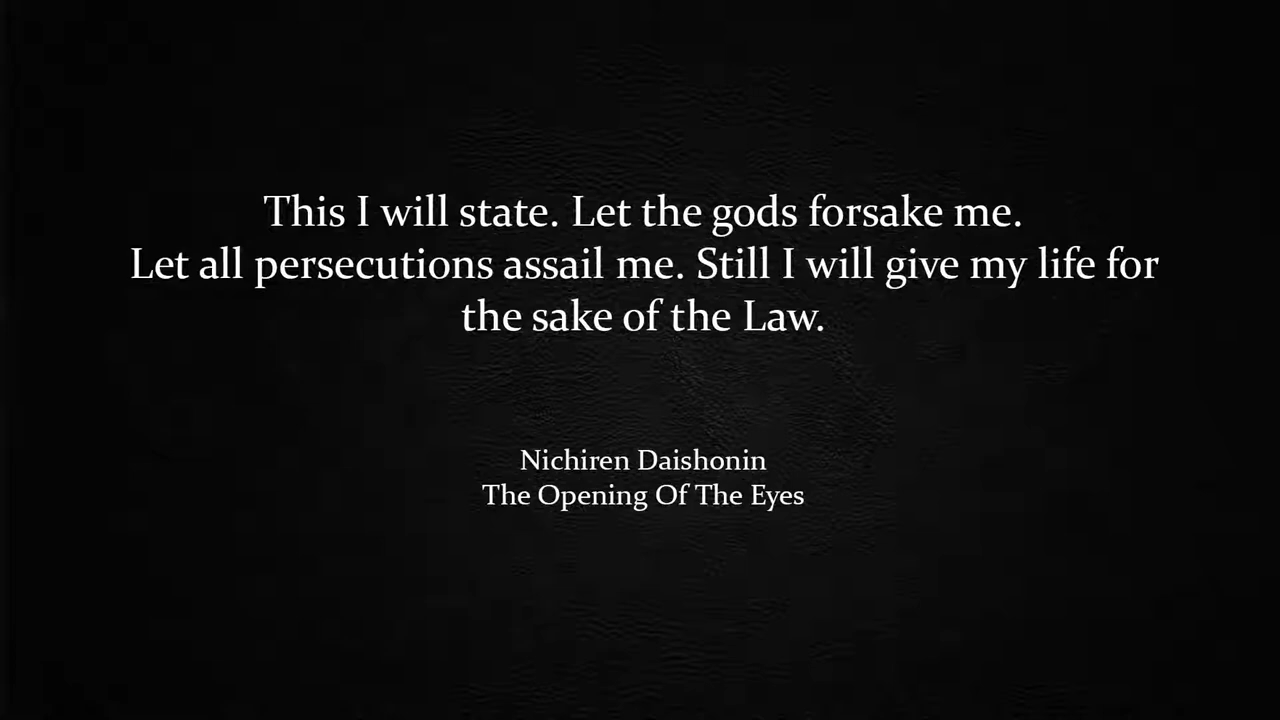 This I will state. Let the gods forsake me.
Let all persecutions assail me. Still I will give my life for
the sake of the Law.
Nichiren Daishonin
The Opening Of The Eyes